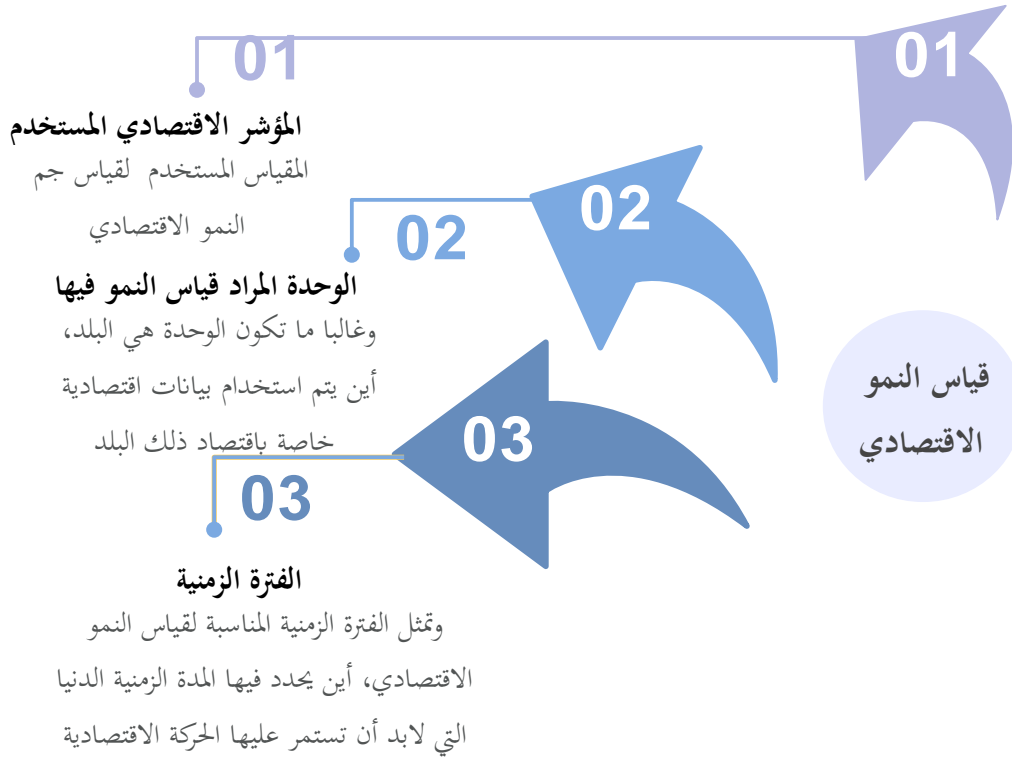 01
01
المؤشر الاقتصادي المستخدم
المقياس المستخدم لقياس جم
النمو الاقتصادي
02
02
الوحدة المراد قياس النمو فيها
وغالبا ما تكون الوحدة هي البلد،
أين يتم استخدام بيانات اقتصادية
خاصة باقتصاد ذلك البلد
03
03
الفترة الزمنية
وتمثل الفترة الزمنية المناسبة لقياس النمو
الاقتصادي، أين يحدد فيها المدة الزمنية الدنيا
التي لابد أن تستمر عليها الحركة الاقتصادية
قياس النمو
الاقتصادي